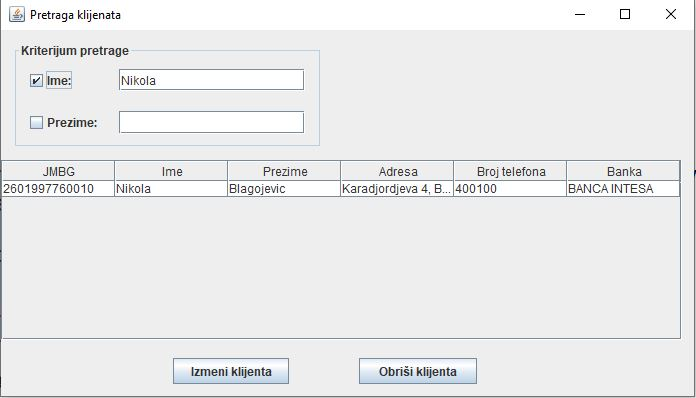 Pretraga klijenata
Kriterijum pretrage
Ime: Nikola
Prezime:
JMBG Ime Prezime Adresa Broj telefona Banka
2601997760010 Nikola Blagojevic Karadjordjeva 4, B... 400100 BANCA INTESA
Izmeni klijenta Obriši klijenta